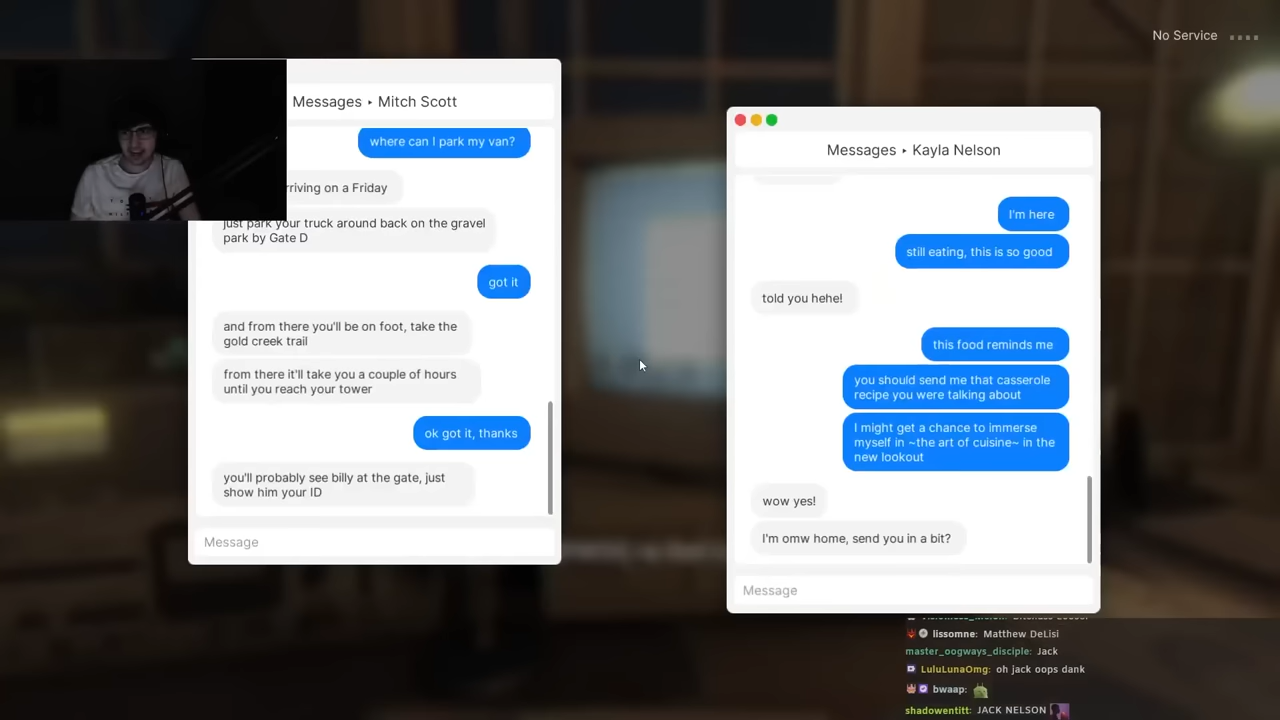 No Service
Messages ▸ Mitch Scott
where can I park my van?
rriving on a Friday
just park your truck around back on the gravel
park by Gate D
got it
and from there you'll be on foot, take the
gold creek trail
from there it'll take you a couple of hours
until you reach your tower
ok got it, thanks
you'll probably see billy at the gate, just
show him your ID
Message
Messages ▸ Kayla Nelson
I'm here
still eating, this is so good
told you hehe!
this food reminds me
you should send me that casserole
recipe you were talking about
I might get a chance to immerse
myself in ~the art of cuisine~ in the
new lookout
wow yes!
I'm omw home, send you in a bit?
Message
lissomne: Matthew DeLisi
master_oogways_disciple: Jack
LuluLunaOmg: oh jack oops dank
bwaap:
shadowentitt: JACK NELSON